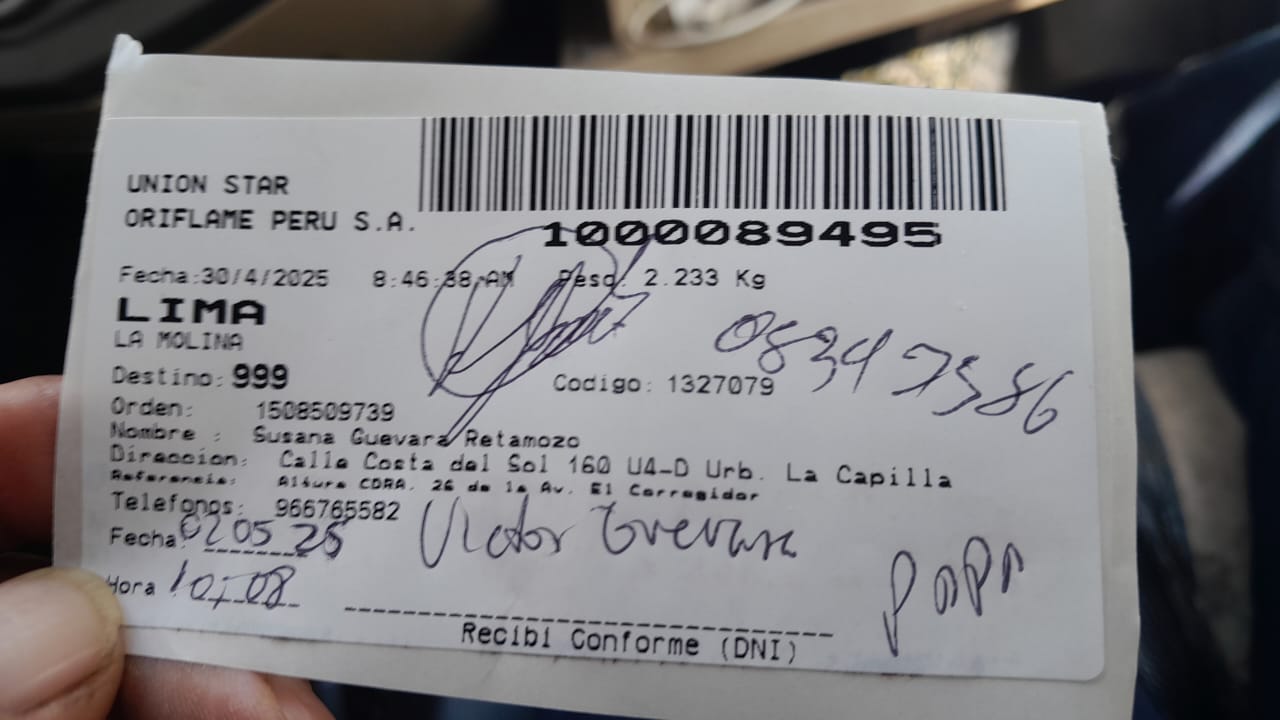 UNION STAR
ORIFLAME PERU S.A.
1000089495
Fecha:30/4/2025 8:46:38 AM Peso: 2.233 Kg
LIMA
LA MOLINA
Destino: 999 Codigo: 1327079
08347586
Orden: 1508509739
Nombre : Susana Guevara Retamozo
Direccion: Calle Costa del Sol 160 U4-D Urb. La Capilla
Referencia: Altura CDRA. 26 de la Av. El Corregidor
Telefonos: 966765582
Fecha: 02 05 25 Victor Guevara
PAPA
Hora 10:08
Recibi Conforme (DNI)